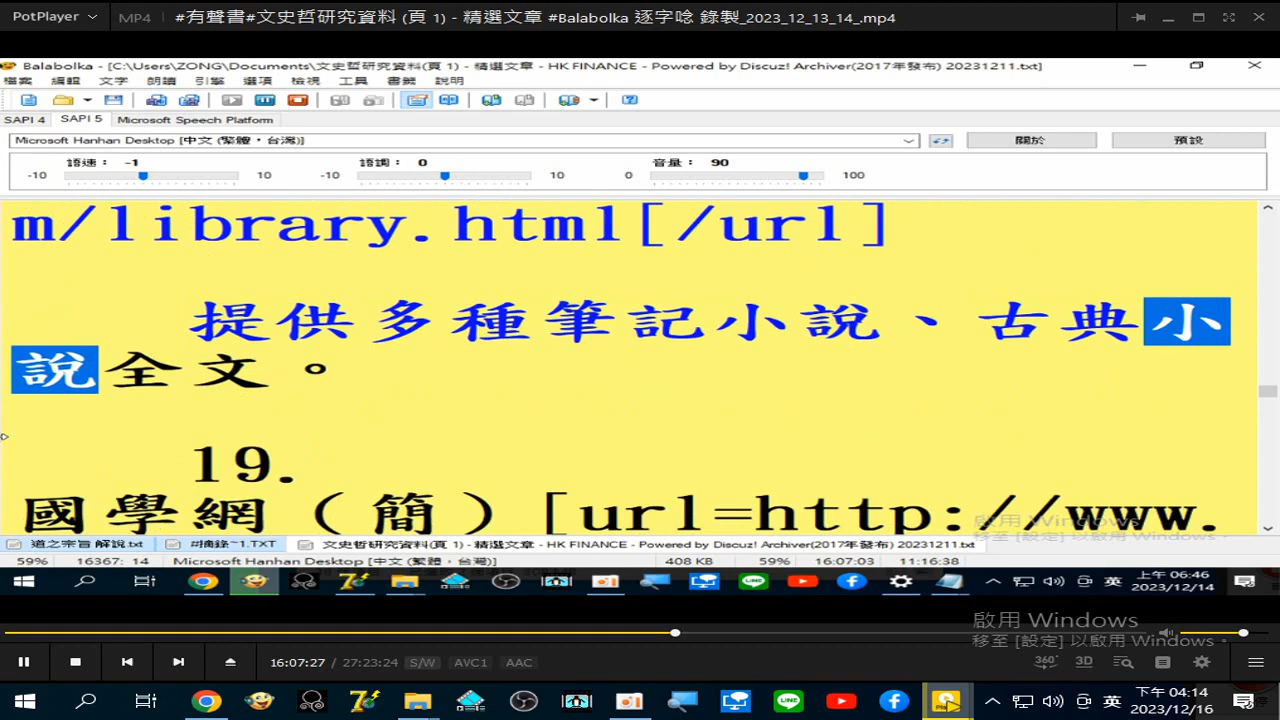 PotPlayer MP4 #有聲書#文史哲研究資料 (頁 1) - 精選文章 #Balabolka 逐字唸 錄製_2023_12_13_14_.mp4
Balabolka - [C:\Users\ZONG\Documents\文史哲研究資料(頁 1) - 精選文章 - HK FINANCE - Powered by Discuz! Archiver(2017年發布) 20231211.txt]
檔案 編輯 文字 朗讀 引擎 選項 檢視 工具 書籤 說明
SAPI 4 SAPI 5 Microsoft Speech Platform
Microsoft Hanhan Desktop [中文 (繁體，台灣)] 關於 預設
語速： -1 語調： 0 音量： 90
-10 10 -10 10 0 100
m/library.html[/url]
提供多種筆記小說、古典小
說全文。
19.
國學網（簡）[url=http://www.
道之宗旨 解說.txt #摘錄~1.TXT 文史哲研究資料(頁 1) - 精選文章 - HK FINANCE - Powered by Discuz! Archiver(2017年發布) 20231211.txt
59% 16367: 14 Microsoft Hanhan Desktop [中文 (繁體，台灣)] 408 KB 59% 16:07:03 11:16:38
英 上午 06:46
2023/12/14
啟用 Windows
移至 [設定] 以啟用 Windows。
16:07:27 / 27:23:24 S/W AVC1 AAC 360° 3D
英 下午 04:14
2023/12/16